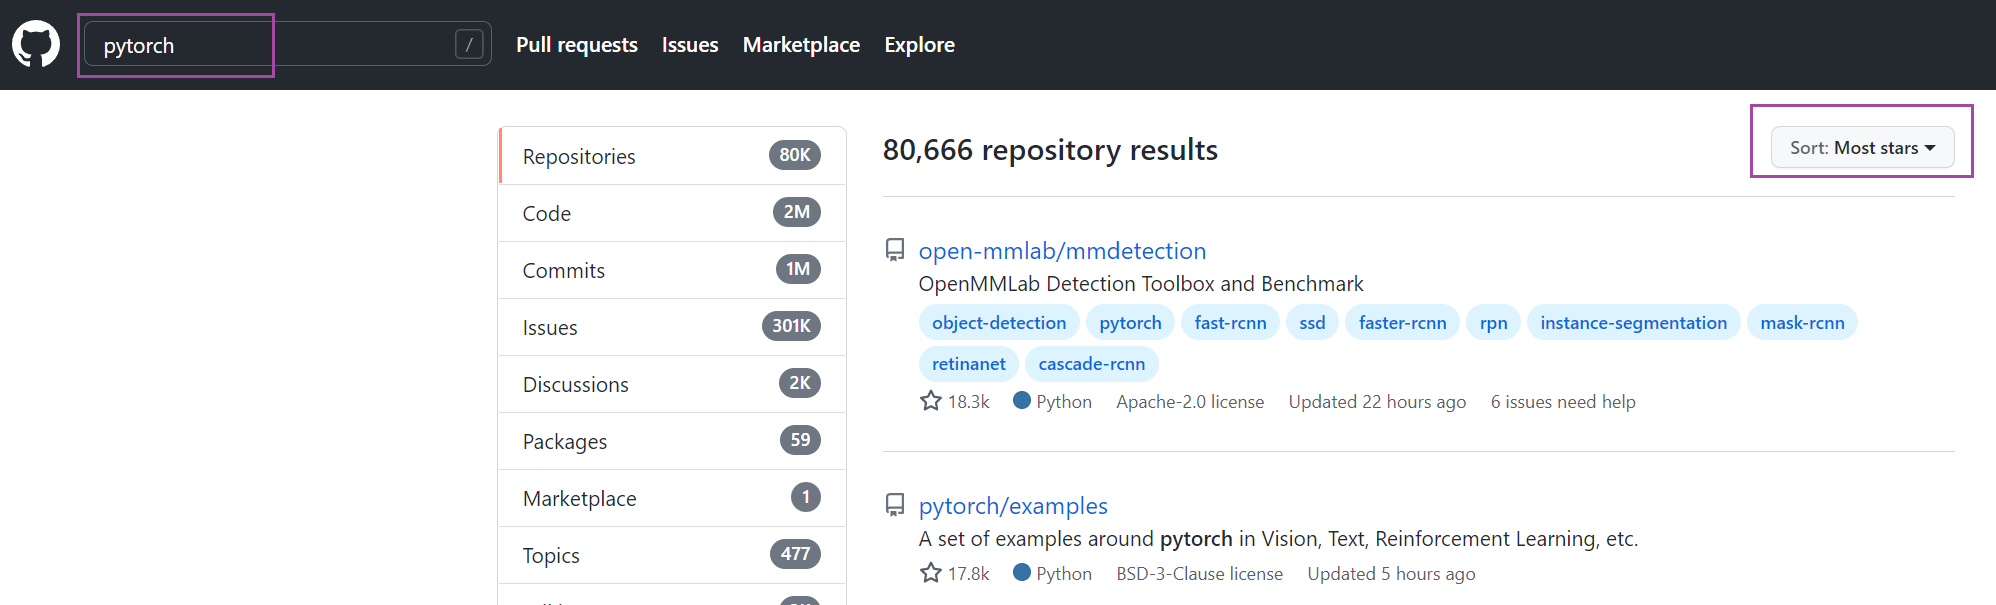 pytorch / Pull requests Issues Marketplace Explore
Repositories 80K
Code 2M
Commits 1M
Issues 301K
Discussions 2K
Packages 59
Marketplace 1
Topics 477
80,666 repository results
Sort: Most stars
open-mmlab/mmdetection
OpenMMLab Detection Toolbox and Benchmark
object-detection pytorch fast-rcnn ssd faster-rcnn rpn instance-segmentation mask-rcnn
retinanet cascade-rcnn
18.3k Python Apache-2.0 license Updated 22 hours ago 6 issues need help
pytorch/examples
A set of examples around pytorch in Vision, Text, Reinforcement Learning, etc.
17.8k Python BSD-3-Clause license Updated 5 hours ago